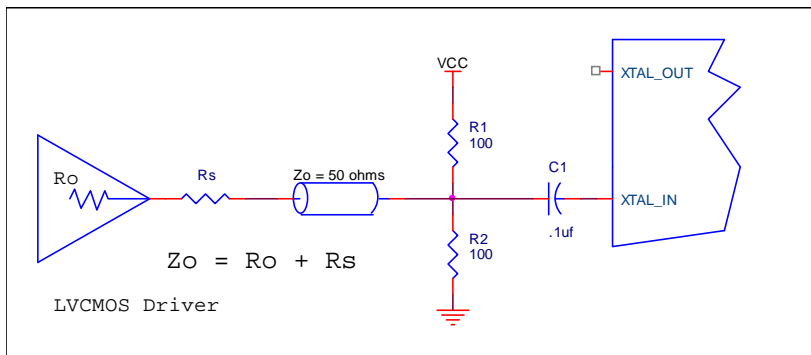 VCC
XTAL_OUT
R1
100
Ro
Rs
Zo = 50 ohms
C1
XTAL_IN
.1uf
R2
100
Zo = Ro + Rs
LVCMOS Driver